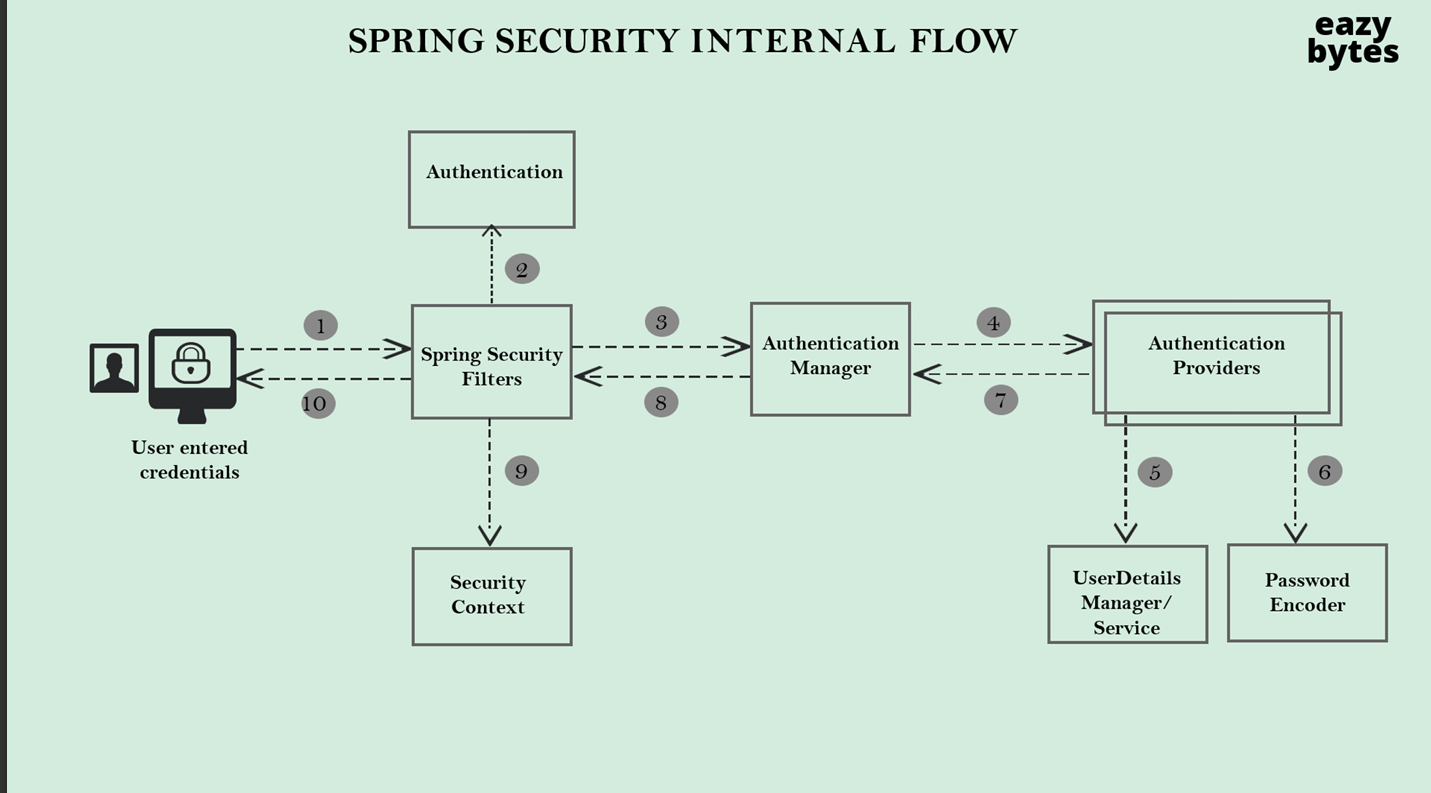 SPRING SECURITY INTERNAL FLOW
eazy
bytes
Authentication
2
1
3
4
Spring Security
Filters
Authentication
Manager
Authentication
Providers
10
8
7
User entered
credentials
9
5
6
Security
Context
UserDetails
Manager/
Service
Password
Encoder